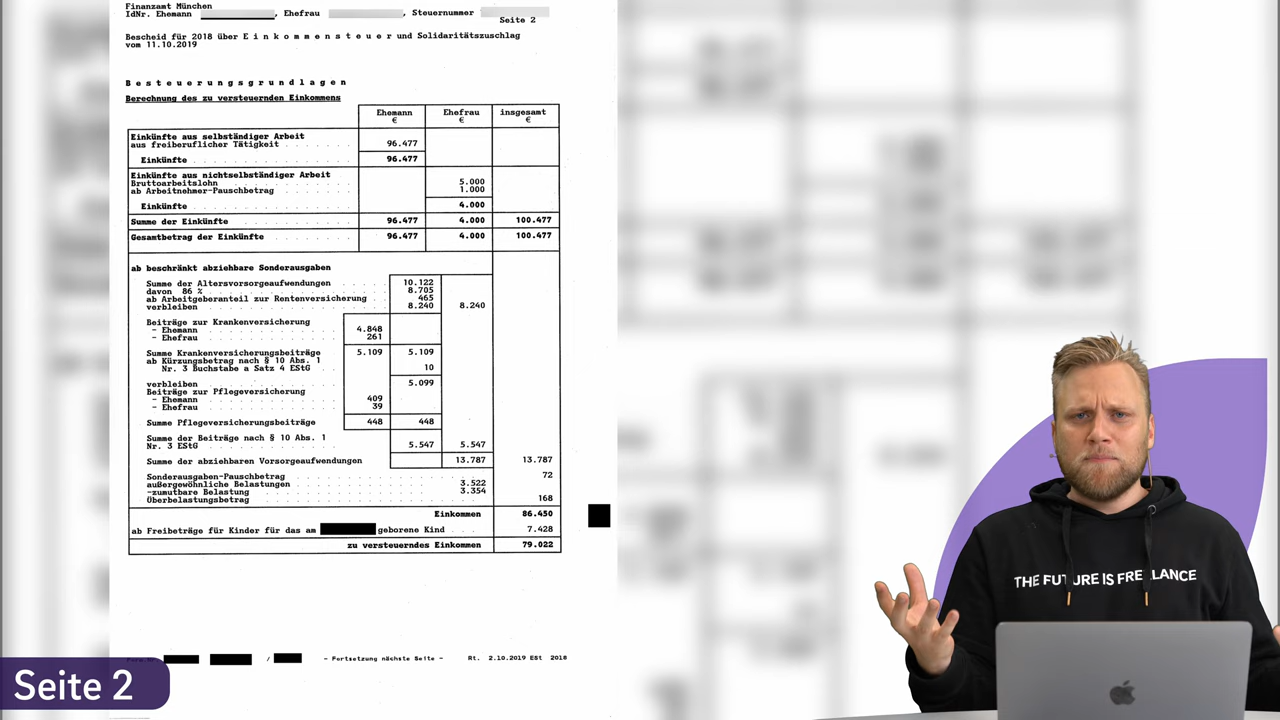 Finanzamt München
IdNr. Ehemann , Ehefrau , Steuernummer
Seite 2
Bescheid für 2018 über Einkommensteuer und Solidaritätszuschlag
vom 11.10.2019
Besteuerungsgrundlagen
Berechnung des zu versteuernden Einkommens
Ehemann Ehefrau insgesamt
€ € €
Einkünfte aus selbständiger Arbeit
aus freiberuflicher Tätigkeit 96.477
Einkünfte 96.477
Einkünfte aus nichtselbständiger Arbeit
Bruttoarbeitslohn 5.000
ab Arbeitnehmer-Pauschbetrag 1.000
Einkünfte 4.000
Summe der Einkünfte 96.477 4.000 100.477
Gesamtbetrag der Einkünfte 96.477 4.000 100.477
ab beschränkt abziehbare Sonderausgaben
Summe der Altersvorsorgeaufwendungen 10.122
davon 86 % 8.705
ab Arbeitgeberanteil zur Rentenversicherung 465
verbleiben 8.240 8.240
Beiträge zur Krankenversicherung
- Ehemann 4.848
- Ehefrau 261
Summe Krankenversicherungsbeiträge 5.109 5.109
ab Kürzungsbetrag nach § 10 Abs. 1
Nr. 3 Buchstabe a Satz 4 EStG 10
verbleiben 5.099
Beiträge zur Pflegeversicherung
- Ehemann 409
- Ehefrau 39
Summe Pflegeversicherungsbeiträge 448 448
Summe der Beiträge nach § 10 Abs. 1
Nr. 3 EStG 5.547 5.547
Summe der abziehbaren Vorsorgeaufwendungen 13.787 13.787
Sonderausgaben-Pauschbetrag 72
außergewöhnliche Belastungen 3.522
-zumutbare Belastung 3.354
Überbelastungsbetrag 168
Einkommen 86.450
ab Freibeträge für Kinder für das am geborene Kind 7.428
zu versteuerndes Einkommen 79.022
/ - Fortsetzung nächste Seite - Rt. 2.10.2019 ESt 2018
Seite 2
THE FUTURE IS FREELANCE